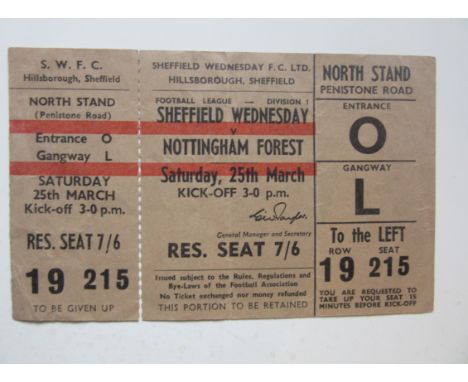 S. W. F. C.
Hillsborough, Sheffield
NORTH STAND
(Penistone Road)
Entrance O
Gangway L
SATURDAY
25th MARCH
Kick-off 3-0 p.m.
RES. SEAT 7/6
19 215
TO BE GIVEN UP
SHEFFIELD WEDNESDAY F.C. LTD.
HILLSBOROUGH, SHEFFIELD
FOOTBALL LEAGUE — DIVISION 1
SHEFFIELD WEDNESDAY
v
NOTTINGHAM FOREST
Saturday, 25th March
KICK-OFF 3-0 p.m.
General Manager and Secretary
RES. SEAT 7/6
Issued subject to the Rules, Regulations and
Bye-Laws of the Football Association
No Ticket exchanged nor money refunded
THIS PORTION TO BE RETAINED
NORTH STAND
PENISTONE ROAD
ENTRANCE
O
GANGWAY
L
To the LEFT
ROW SEAT
19 215
YOU ARE REQUESTED TO
TAKE UP YOUR SEAT 15
MINUTES BEFORE KICK-OFF